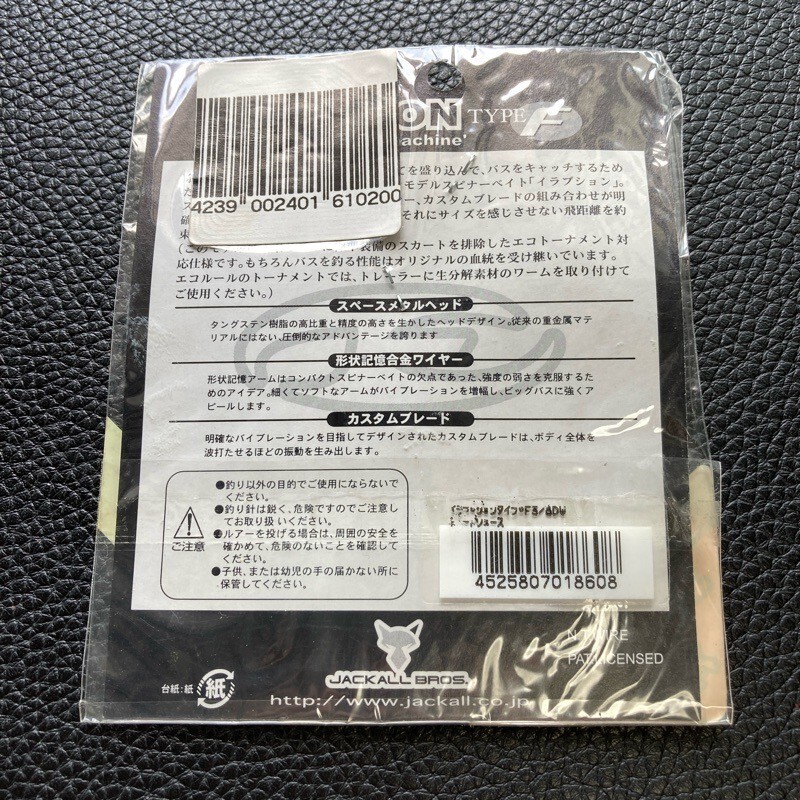 ON TYPE F
achine'
4239 002401 610200
てを盛り込んで、バスをキャッチするため
モデルスピナーベイト「イラプション」。
ー、カスタムブレードの組み合わせが明
それにサイズを感じさせない飛距離を約
束
装備のスカートを排除したエコトーナメント対
応仕様です。もちろんバスを釣る性能はオリジナルの血統を受け継いでいます。
エコルールのトーナメントでは、トレーラーに生分解素材のワームを取り付けて
ご使用ください。)
スペースメタルヘッド
タングステン樹脂の高比重と精度の高さを生かしたヘッドデザイン。従来の重金属マテ
リアルにはない、圧倒的なアドバンテージを誇ります
形状記憶合金ワイヤー
形状記憶アームはコンパクトスピナーベイトの欠点であった、強度の弱さを克服するた
めのアイデア。細くてソフトなアームがバイブレーションを増幅し、ビッグバスに強くア
ピールします。
カスタムブレード
明確なバイブレーションを目指してデザインされたカスタムブレードは、ボディ全体を
波打たせるほどの振動を生み出します。
ご注意
●釣り以外の目的でご使用にならないで
ください。
●釣り針は鋭く、危険ですのでご注意し
てお取り扱いください。
●ルアーを投げる場合は、周囲の安全を
確かめて、危険のないことを確認して
ください。
●子供、または幼児の手の届かない所に
保管してください。
ションタイプF3/8DW
シュース
4525807018608
JACKALL BROS.
PAT.LICENSED
台紙:紙
紙
http://www.jackall.co.jp